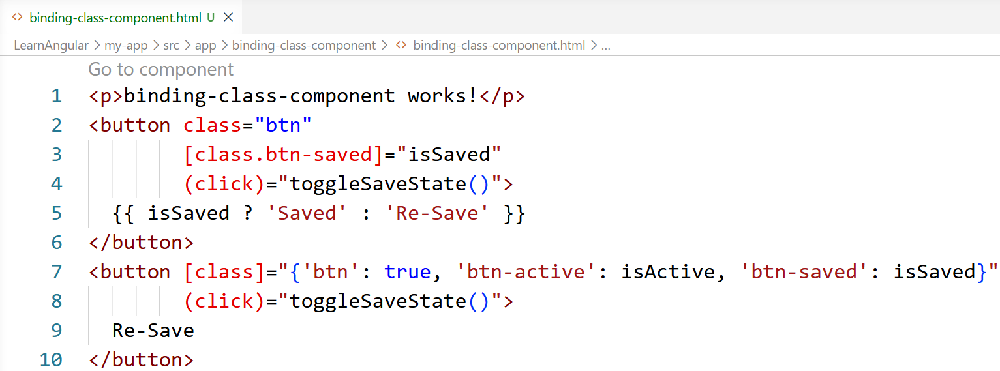 binding-class-component.html U
LearnAngular > my-app > src > app > binding-class-component > binding-class-component.html > ...
Go to component
1 <p>binding-class-component works!</p>
2 <button class="btn"
3         [class.btn-saved]="isSaved"
4         (click)="toggleSaveState()">
5   {{ isSaved ? 'Saved' : 'Re-Save' }}
6 </button>
7 <button [class]="{'btn': true, 'btn-active': isActive, 'btn-saved': isSaved}"
8         (click)="toggleSaveState()">
9   Re-Save
10 </button>